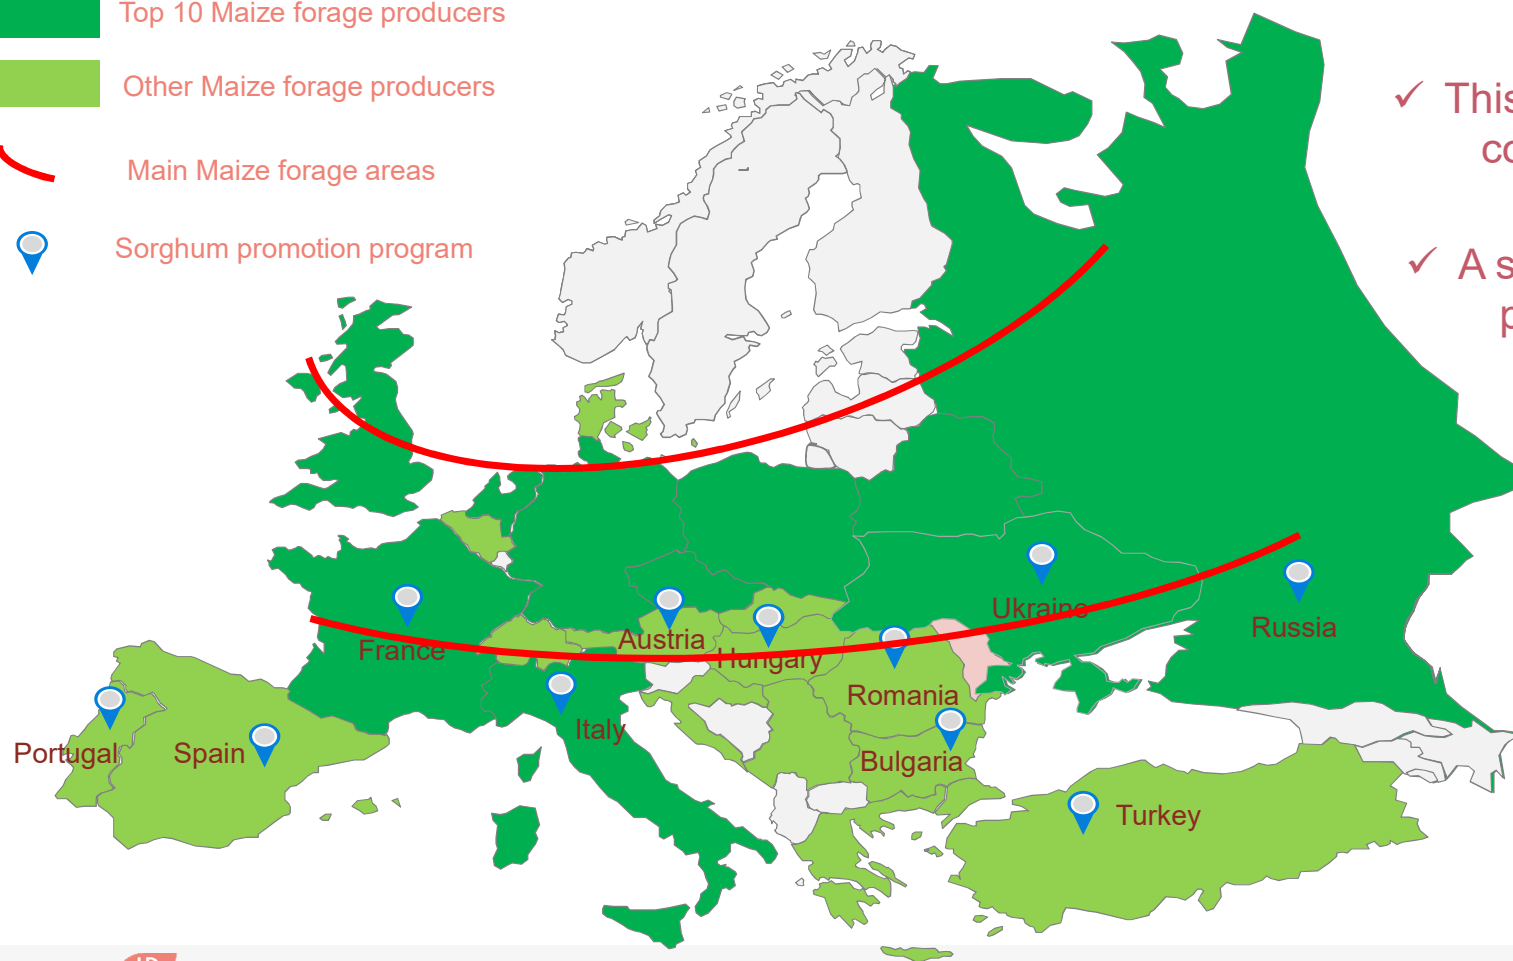 Top 10 Maize forage producers
Other Maize forage producers
Main Maize forage areas
Sorghum promotion program
This
A s
Ukraine
Russia
France
Austria
Hungary
Romania
Portugal
Spain
Italy
Bulgaria
Turkey